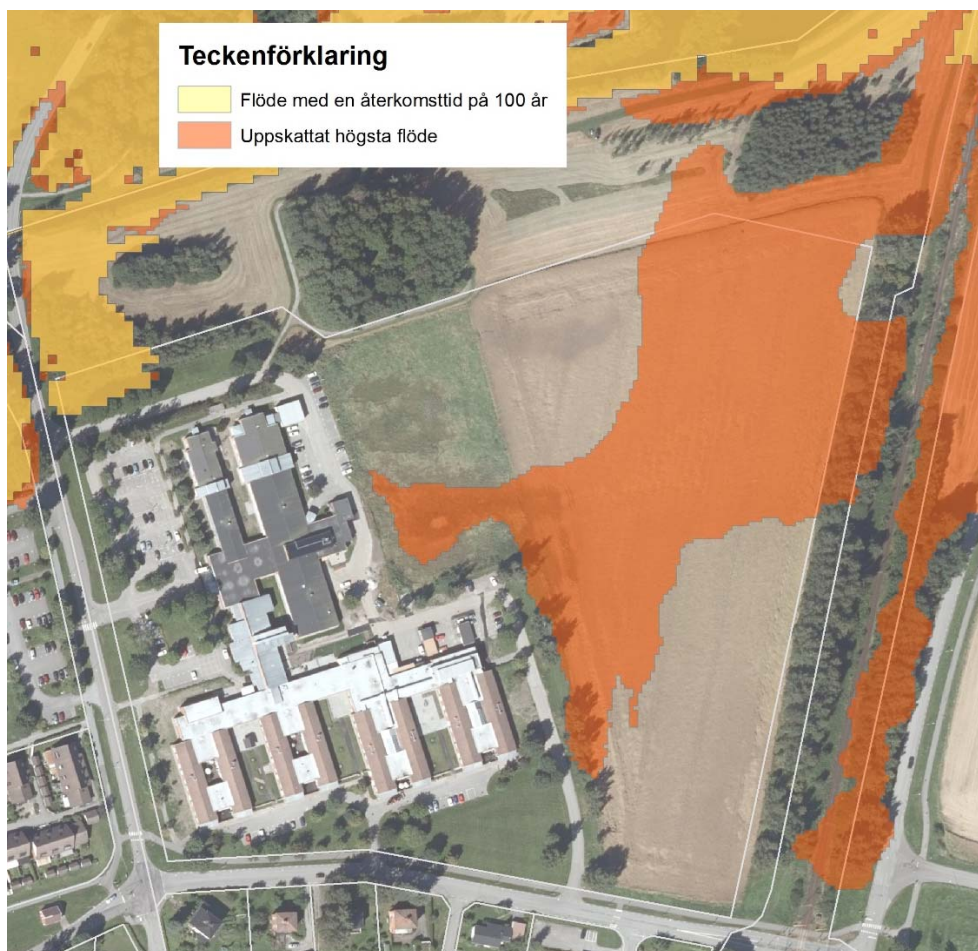 Teckenförklaring
Flöde med en återkomsttid på 100 år
Uppskattat högsta flöde